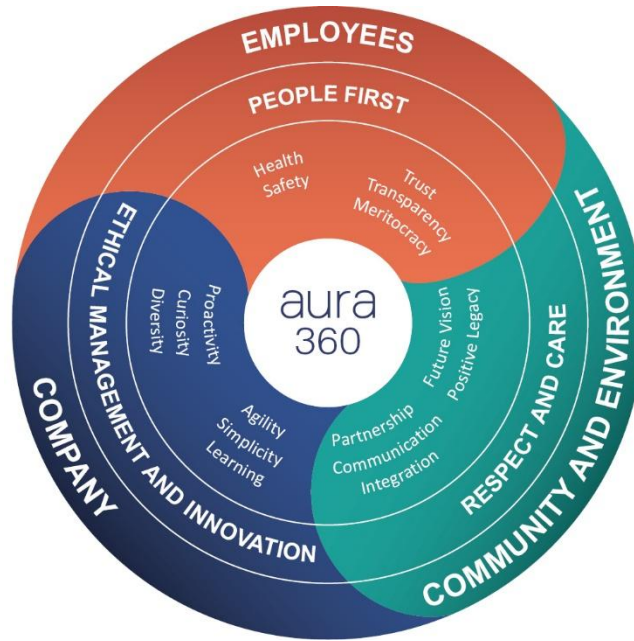 EMPLOYEES
PEOPLE FIRST
Health
Safety
Trust
Transparency
Meritocracy
COMMUNITY AND ENVIRONMENT
RESPECT AND CARE
Future Vision
Positive Legacy
Partnership
Communication
Integration
COMPANY
ETHICAL MANAGEMENT AND INNOVATION
Proactivity
Curiosity
Diversity
Agility
Simplicity
Learning
aura
360